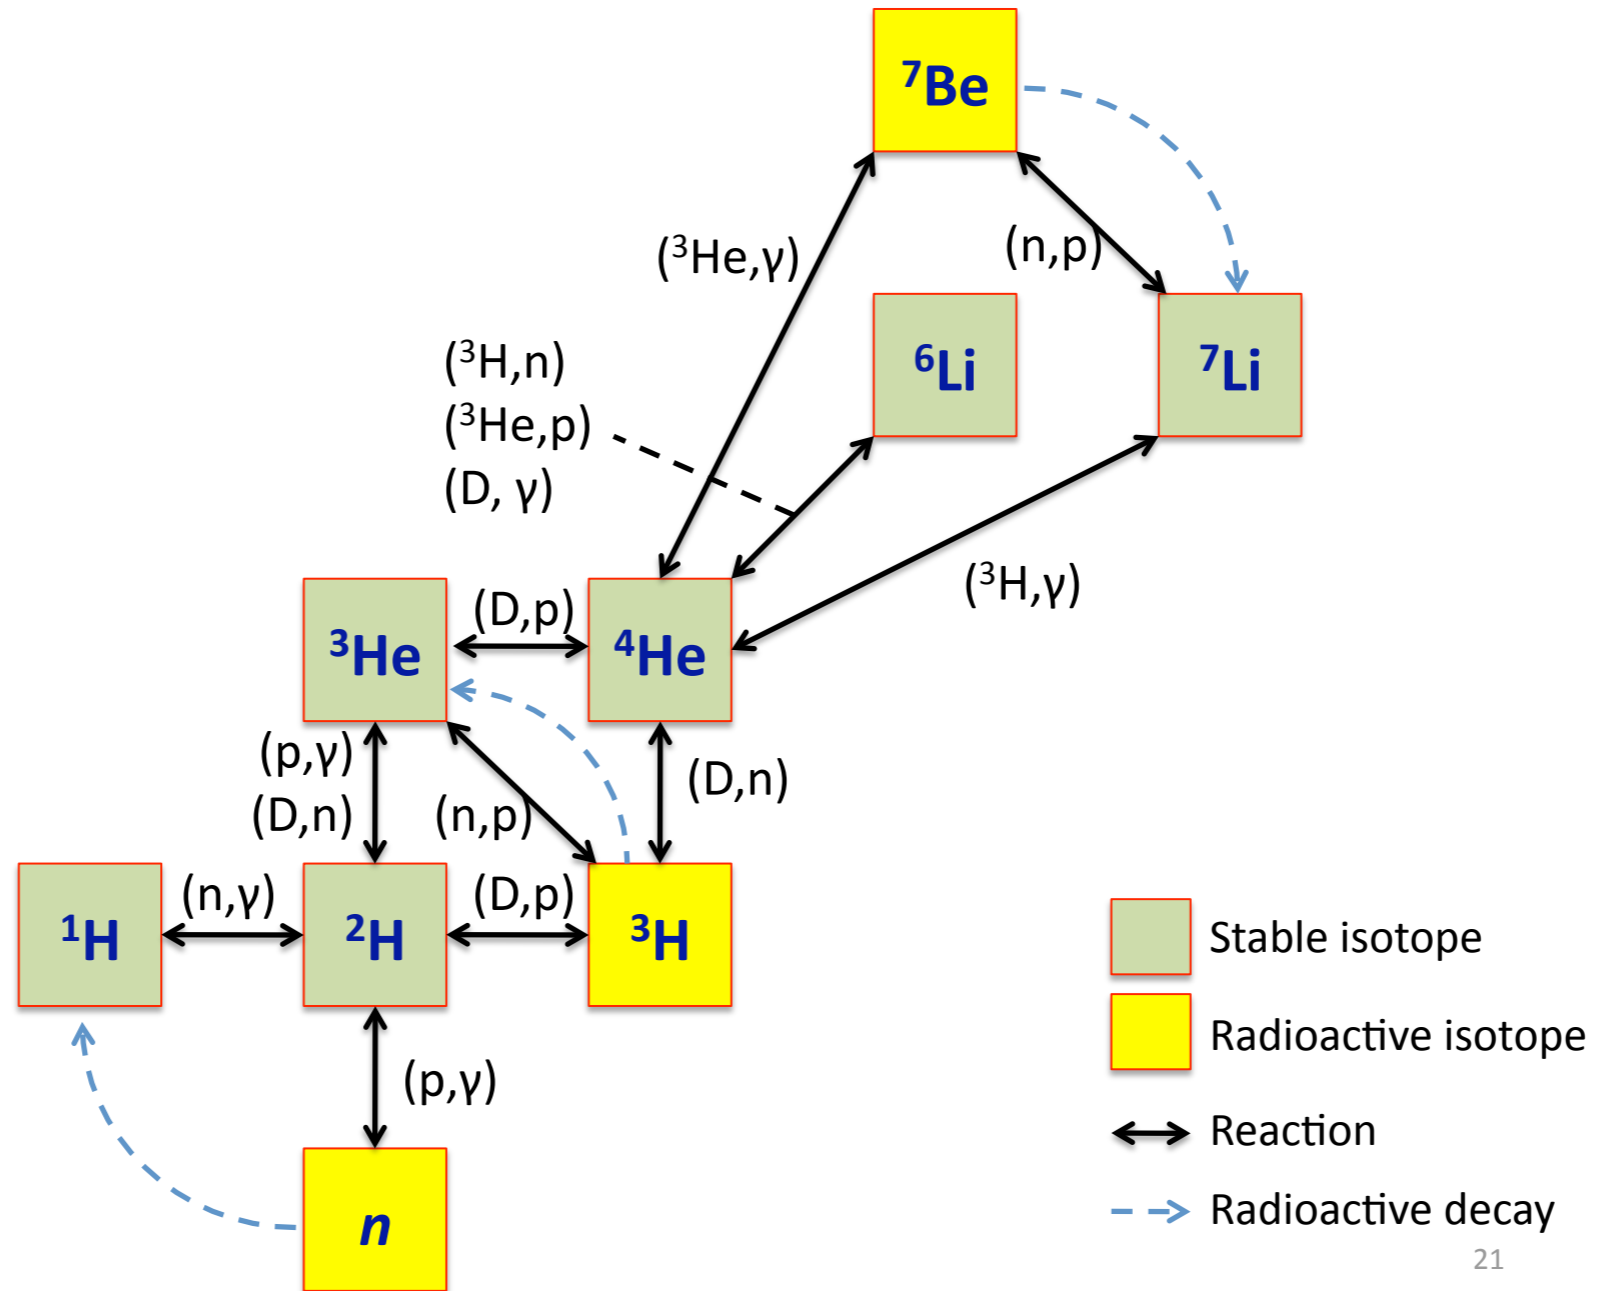 ⁷Be
(³He,γ)
(n,p)
(³H,n)
(³He,p)
(D, γ)
⁶Li
⁷Li
(³H,γ)
³He
(D,p)
⁴He
(p,γ)
(D,n)
(n,p)
(D,n)
¹H
(n,γ)
²H
(D,p)
³H
(p,γ)
n
Stable isotope
Radioactive isotope
Reaction
Radioactive decay
21